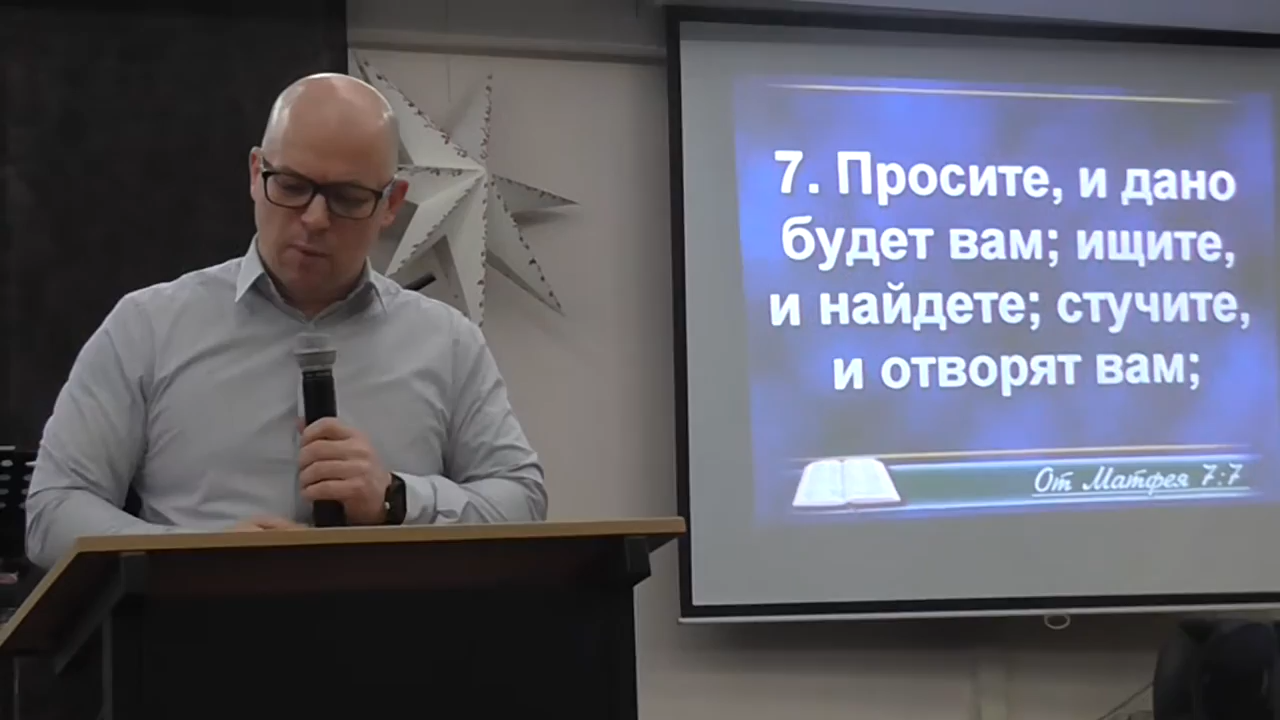 7. Просите, и дано
будет вам; ищите,
и найдете; стучите,
и отворят вам;
От Матфея 7:7